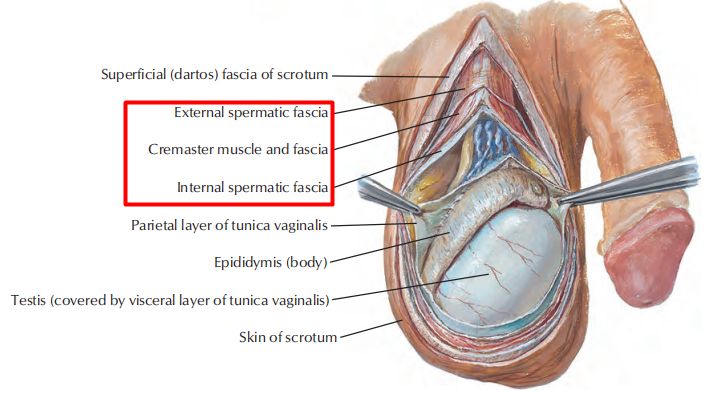 Superficial (dartos) fascia of scrotum
External spermatic fascia
Cremaster muscle and fascia
Internal spermatic fascia
Parietal layer of tunica vaginalis
Epididymis (body)
Testis (covered by visceral layer of tunica vaginalis)
Skin of scrotum